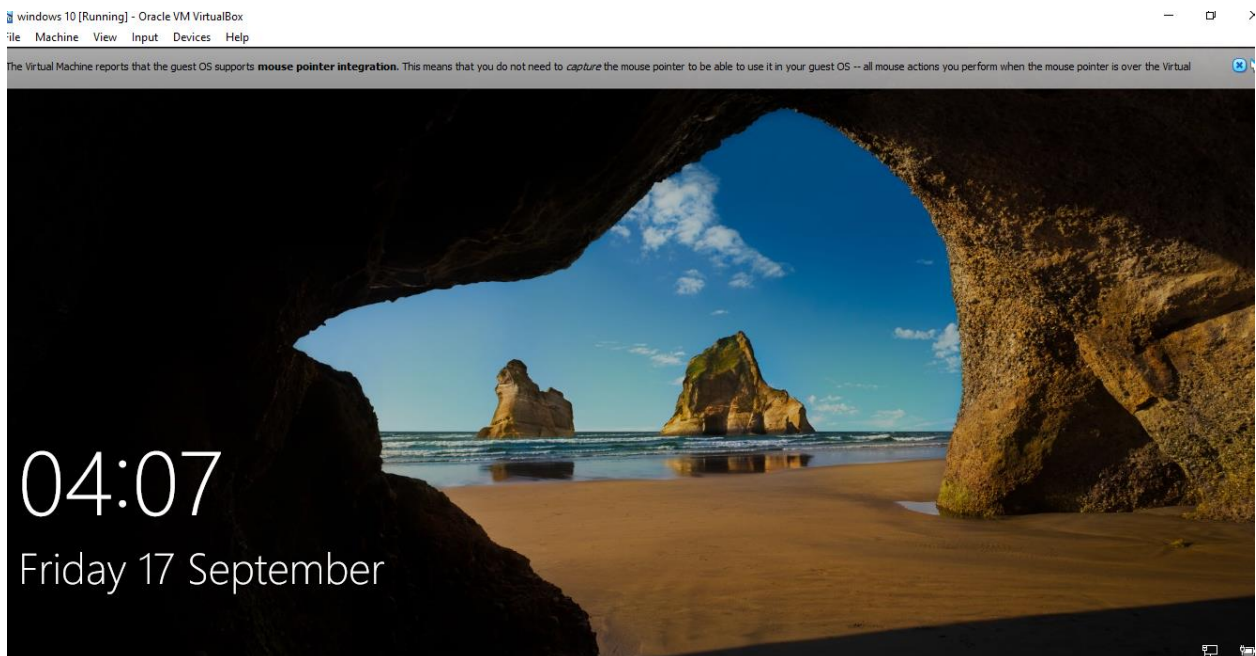 windows 10 [Running] - Oracle VM VirtualBox
File Machine View Input Devices Help
The Virtual Machine reports that the guest OS supports mouse pointer integration. This means that you do not need to capture the mouse pointer to be able to use it in your guest OS -- all mouse actions you perform when the mouse pointer is over the Virtual
04:07
Friday 17 September